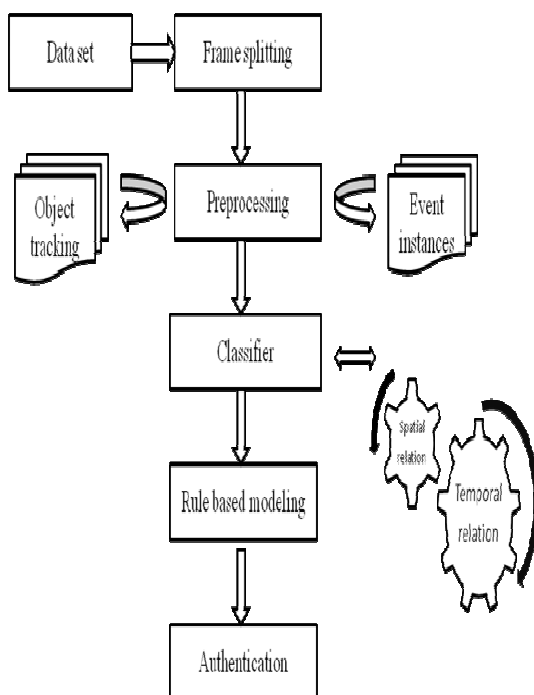 Data set
Frame splitting
Object
tracking
Preprocessing
Event
instances
Classifier
Spatial
relation
Temporal
relation
Rule based modeling
Authentication